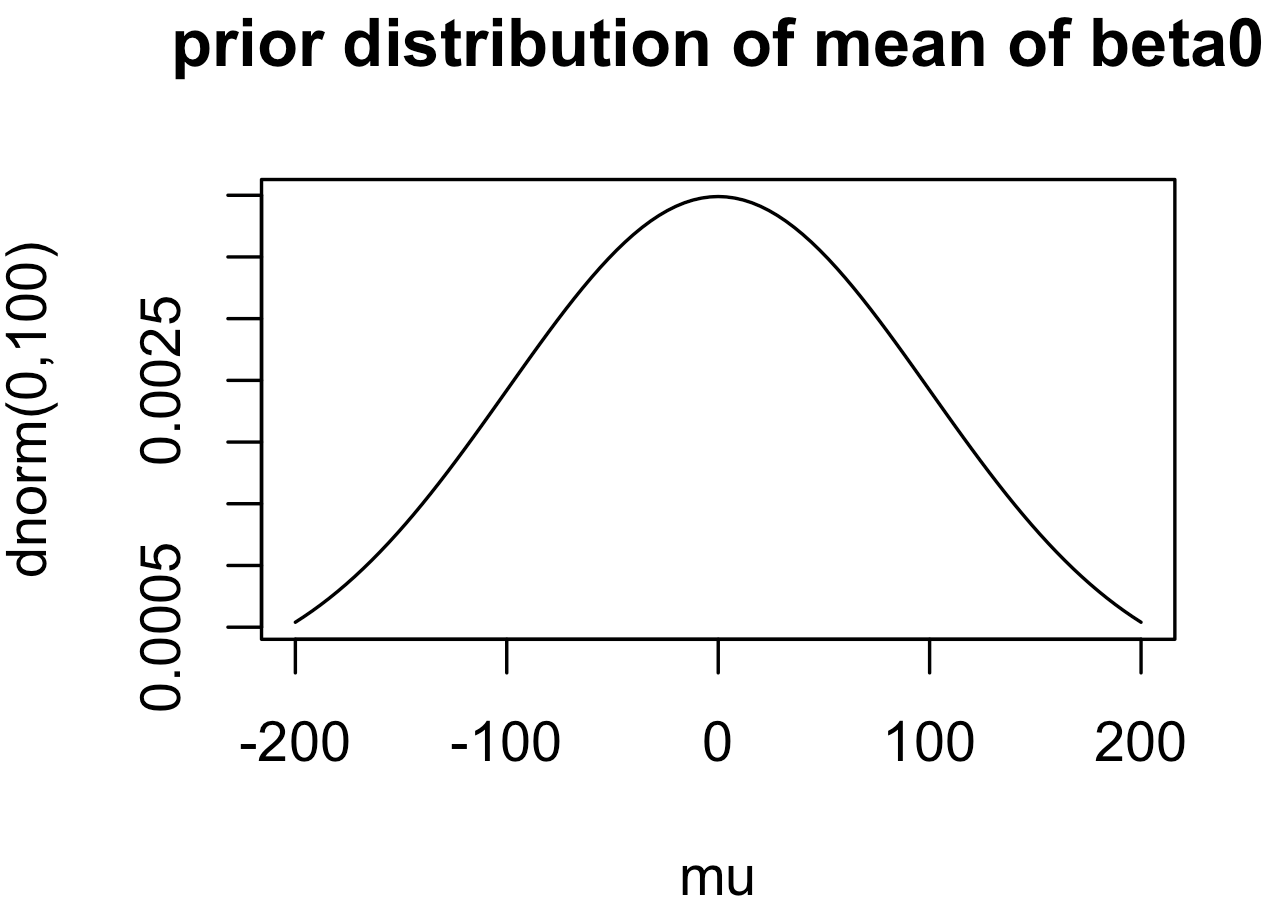 prior distribution of mean of beta0
dnorm(0,100)
0.0025
0.0005
-200 -100 0 100 200
mu